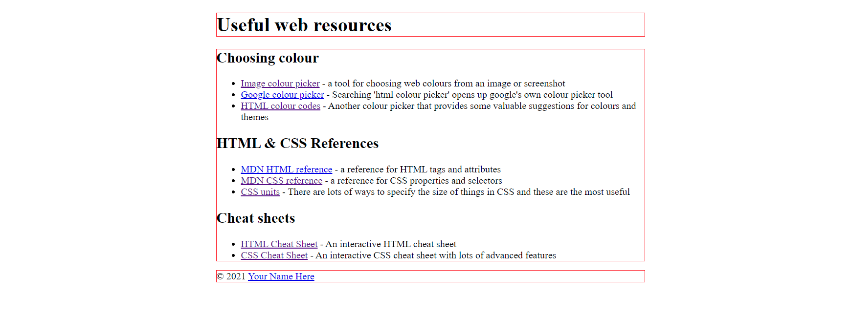 Useful web resources
Choosing colour
Image colour picker - a tool for choosing web colours from an image or screenshot
Google colour picker - Searching 'html colour picker' opens up google's own colour picker tool
HTML colour codes - Another colour picker that provides some valuable suggestions for colours and
themes
HTML & CSS References
MDN HTML reference - a reference for HTML tags and attributes
MDN CSS reference - a reference for CSS properties and selectors
CSS units - There are lots of ways to specify the size of things in CSS and these are the most useful
Cheat sheets
HTML Cheat Sheet - An interactive HTML cheat sheet
CSS Cheat Sheet - An interactive CSS cheat sheet with lots of advanced features
© 2021 Your Name Here